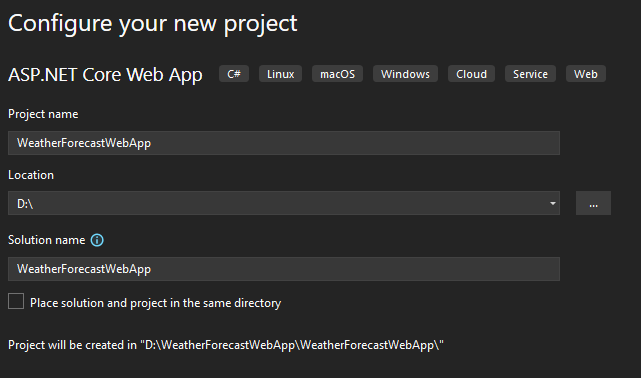 Configure your new project
ASP.NET Core Web App C# Linux macOS Windows Cloud Service Web
Project name
WeatherForecastWebApp
Location
D:\
...
Solution name
WeatherForecastWebApp
Place solution and project in the same directory
Project will be created in "D:\WeatherForecastWebApp\WeatherForecastWebApp\"